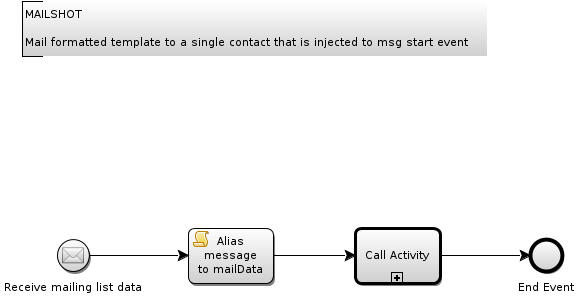 MAILSHOT
Mail formatted template to a single contact that is injected to msg start event
Alias
message
to mailData
Call Activity
Receive mailing list data
End Event